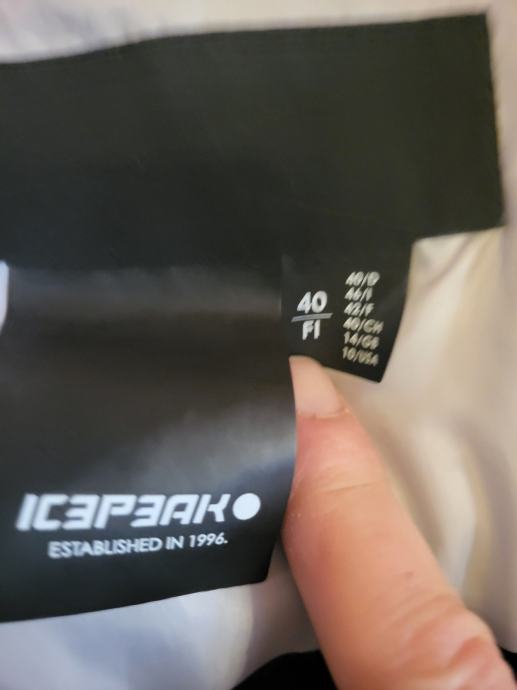 40
FI
40/D
46/I
42/F
40/CH
14/GB
10/USA
ICEPEAK
ESTABLISHED IN 1996.